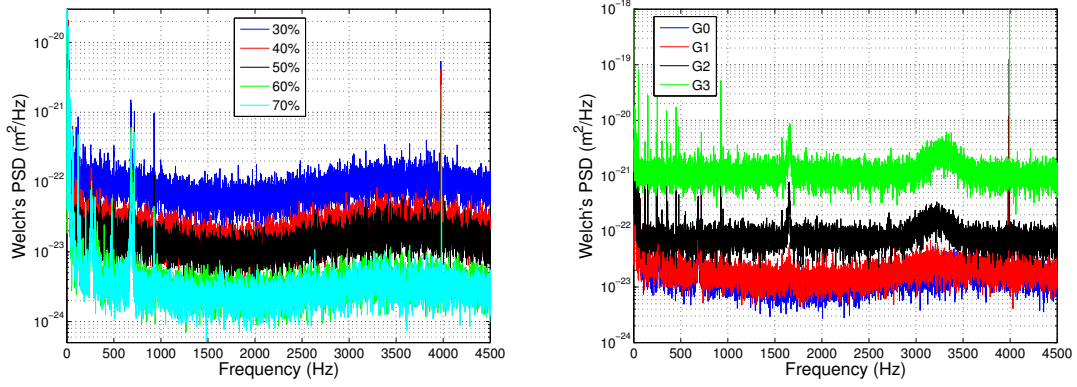 Welch's PSD (m²/Hz)
10⁻²⁰
10⁻²¹
10⁻²²
10⁻²³
10⁻²⁴
30%
40%
50%
60%
70%
0 500 1000 1500 2000 2500 3000 3500 4000 4500
Frequency (Hz)
Welch's PSD (m²/Hz)
10⁻¹⁸
10⁻¹⁹
10⁻²⁰
10⁻²¹
10⁻²²
10⁻²³
10⁻²⁴
G0
G1
G2
G3
0 500 1000 1500 2000 2500 3000 3500 4000 4500
Frequency (Hz)